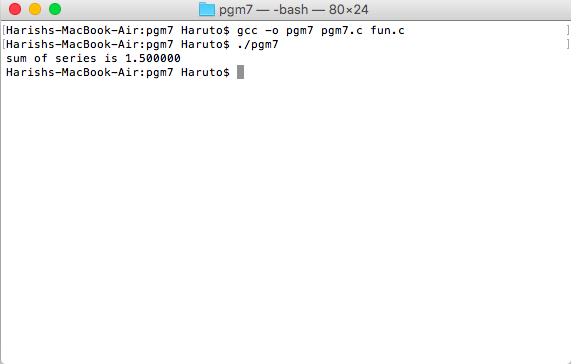 pgm7 — -bash — 80×24
[Harishs-MacBook-Air:pgm7 Haruto$ gcc -o pgm7 pgm7.c fun.c ]
[Harishs-MacBook-Air:pgm7 Haruto$ ./pgm7 ]
sum of series is 1.500000
Harishs-MacBook-Air:pgm7 Haruto$